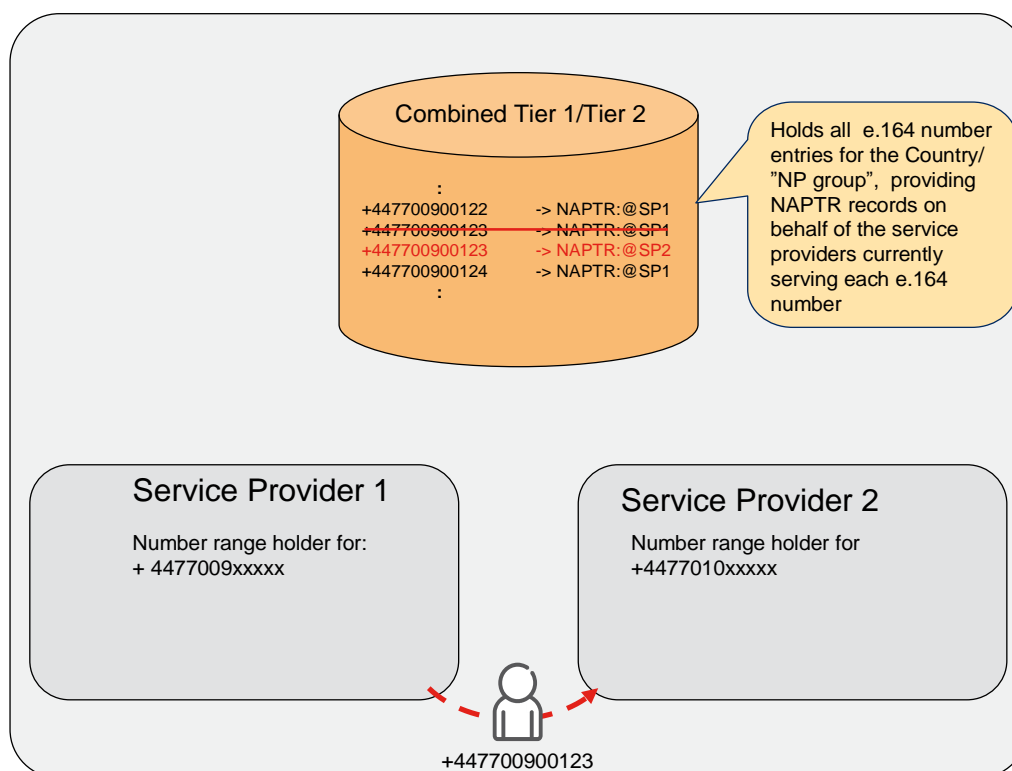 Combined Tier 1/Tier 2
:
+447700900122 -> NAPTR:@SP1
+447700900123 -> NAPTR:@SP1
+447700900123 -> NAPTR:@SP2
+447700900124 -> NAPTR:@SP1
:
Holds all e.164 number
entries for the Country/
”NP group”, providing
NAPTR records on
behalf of the service
providers currently
serving each e.164
number
Service Provider 1
Number range holder for:
+ 4477009xxxxx
Service Provider 2
Number range holder for
+4477010xxxxx
+447700900123